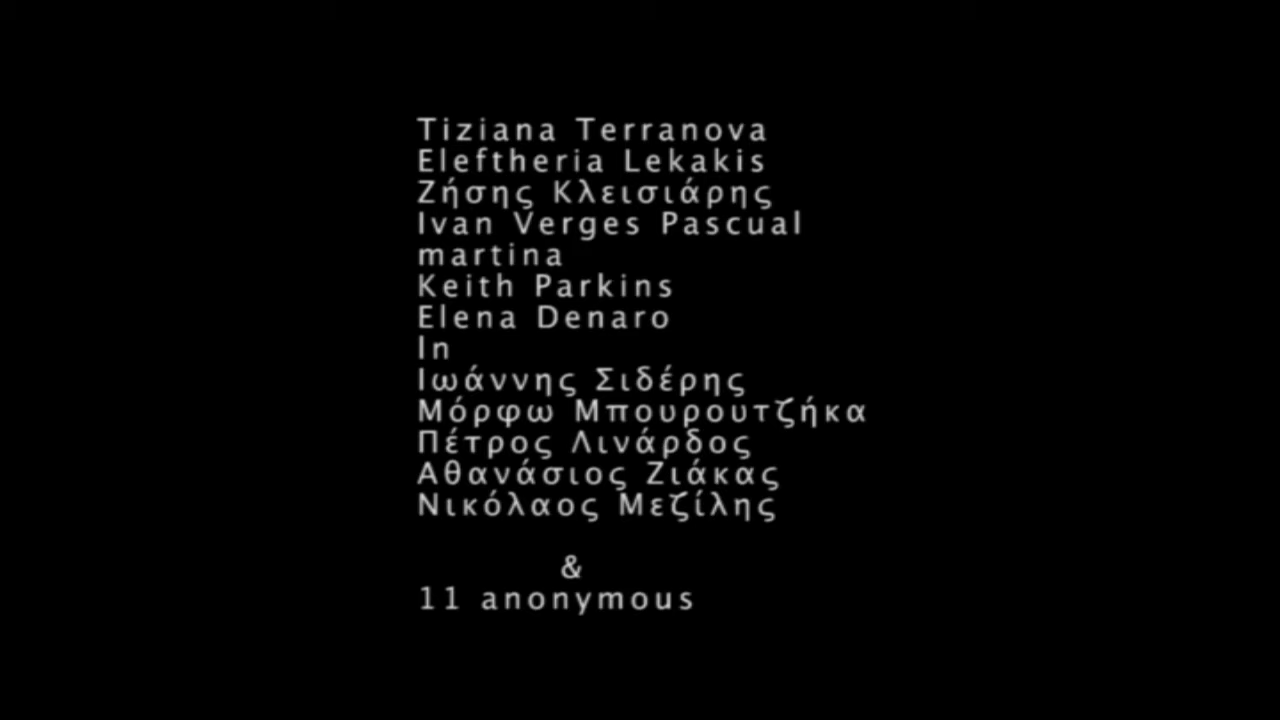 Tiziana Terranova
Eleftheria Lekakis
Ζήσης Κλεισιάρης
Ivan Verges Pascual
martina
Keith Parkins
Elena Denaro
In
Ιωάννης Σιδέρης
Μόρφω Μπουρουτζήκα
Πέτρος Λινάρδος
Αθανάσιος Ζιάκας
Νικόλαος Μεζίλης
&
11 anonymous